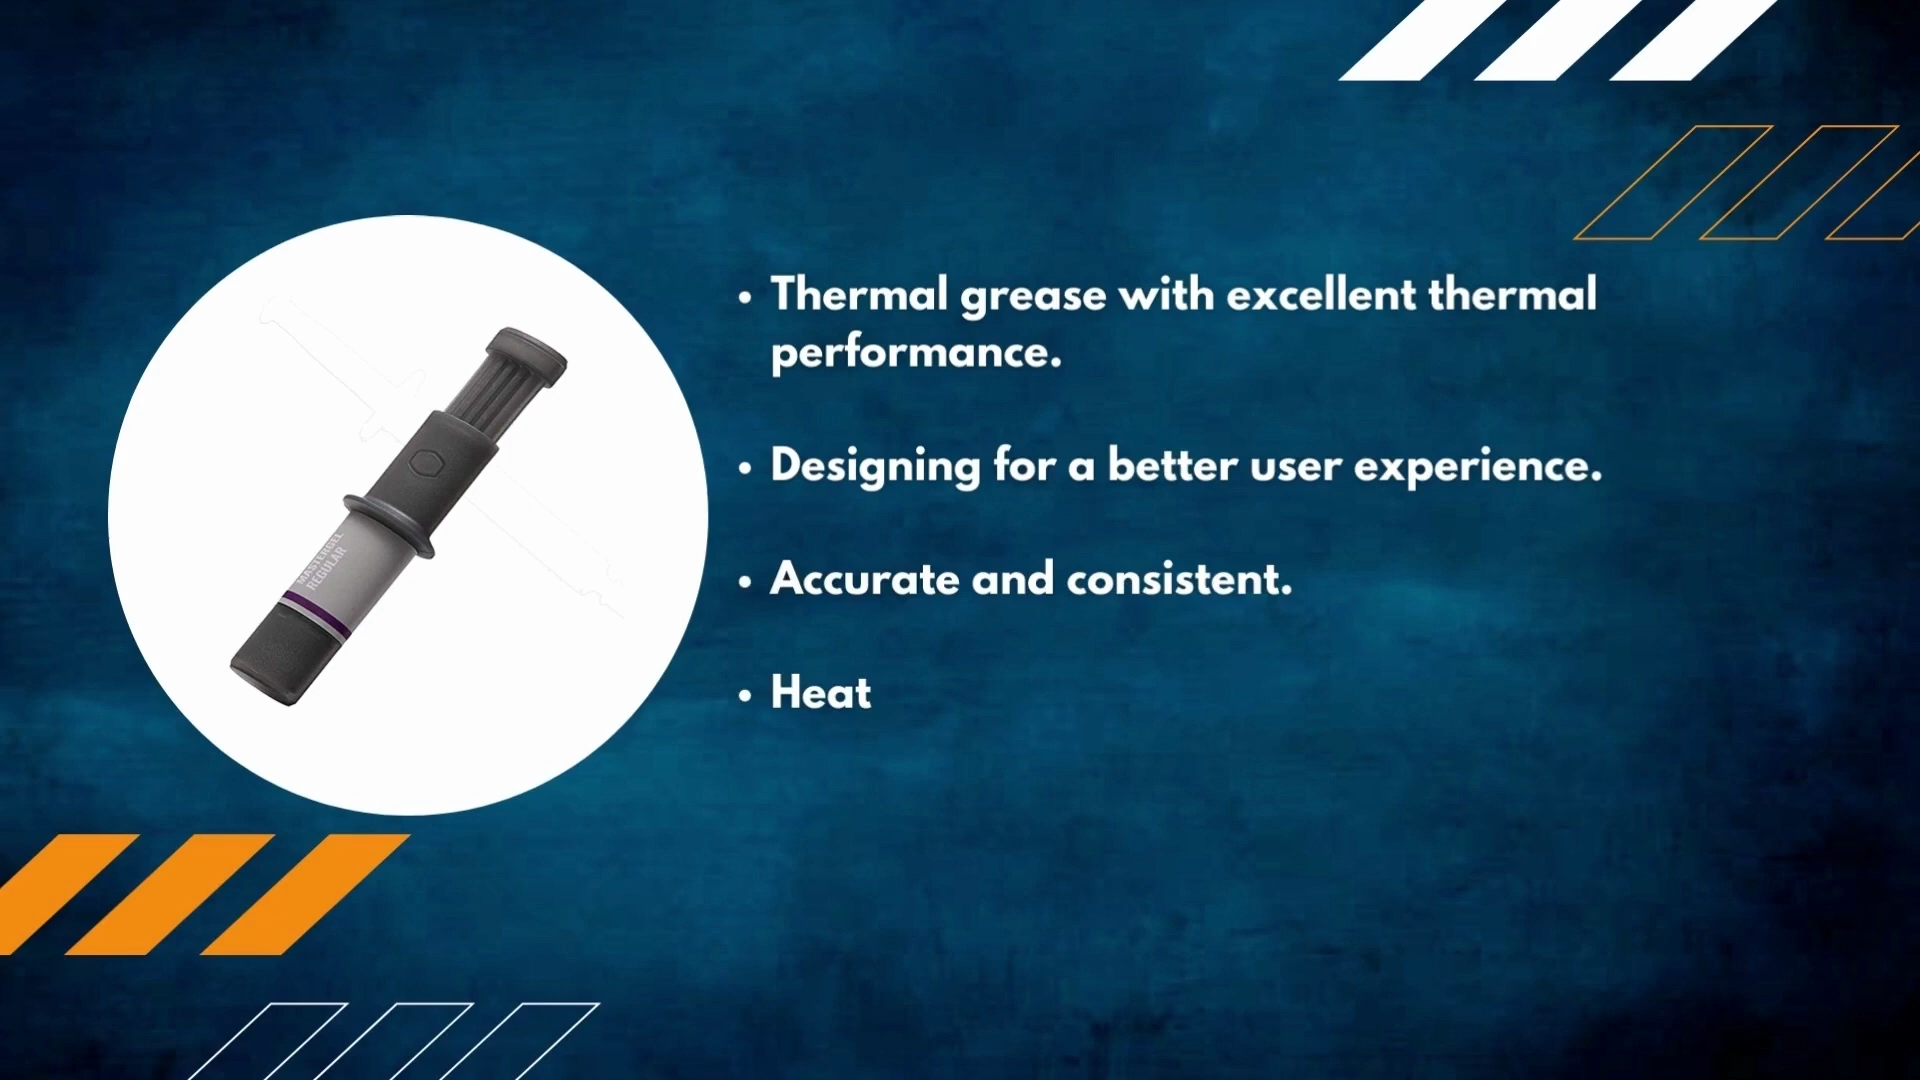 • Thermal grease with excellent thermal
performance.
• Designing for a better user experience.
• Accurate and consistent.
• Heat
MASTERGEL
REGULAR